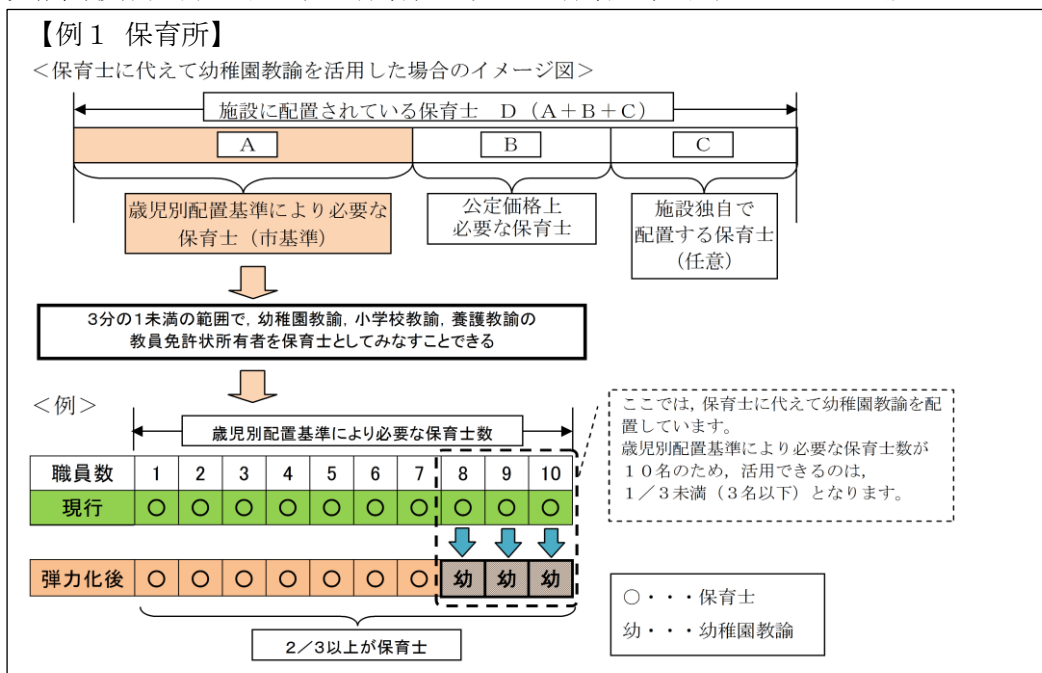 【例１ 保育所】
＜保育士に代えて幼稚園教諭を活用した場合のイメージ図＞
施設に配置されている保育士 Ｄ（Ａ＋Ｂ＋Ｃ）
Ａ Ｂ Ｃ
歳児別配置基準により必要な
保育士（市基準）
公定価格上
必要な保育士
施設独自で
配置する保育士
（任意）
３分の１未満の範囲で，幼稚園教諭，小学校教諭，養護教諭の
教員免許状所有者を保育士としてみなすことできる
＜例＞
歳児別配置基準により必要な保育士数
職員数 1 2 3 4 5 6 7 8 9 10
現行 ○ ○ ○ ○ ○ ○ ○ ○ ○ ○
弾力化後 ○ ○ ○ ○ ○ ○ ○ 幼 幼 幼
２／３以上が保育士
ここでは，保育士に代えて幼稚園教諭を配
置しています。
歳児別配置基準により必要な保育士数が
１０名のため，活用できるのは，
１／３未満（３名以下）となります。
○・・・保育士
幼・・・幼稚園教諭